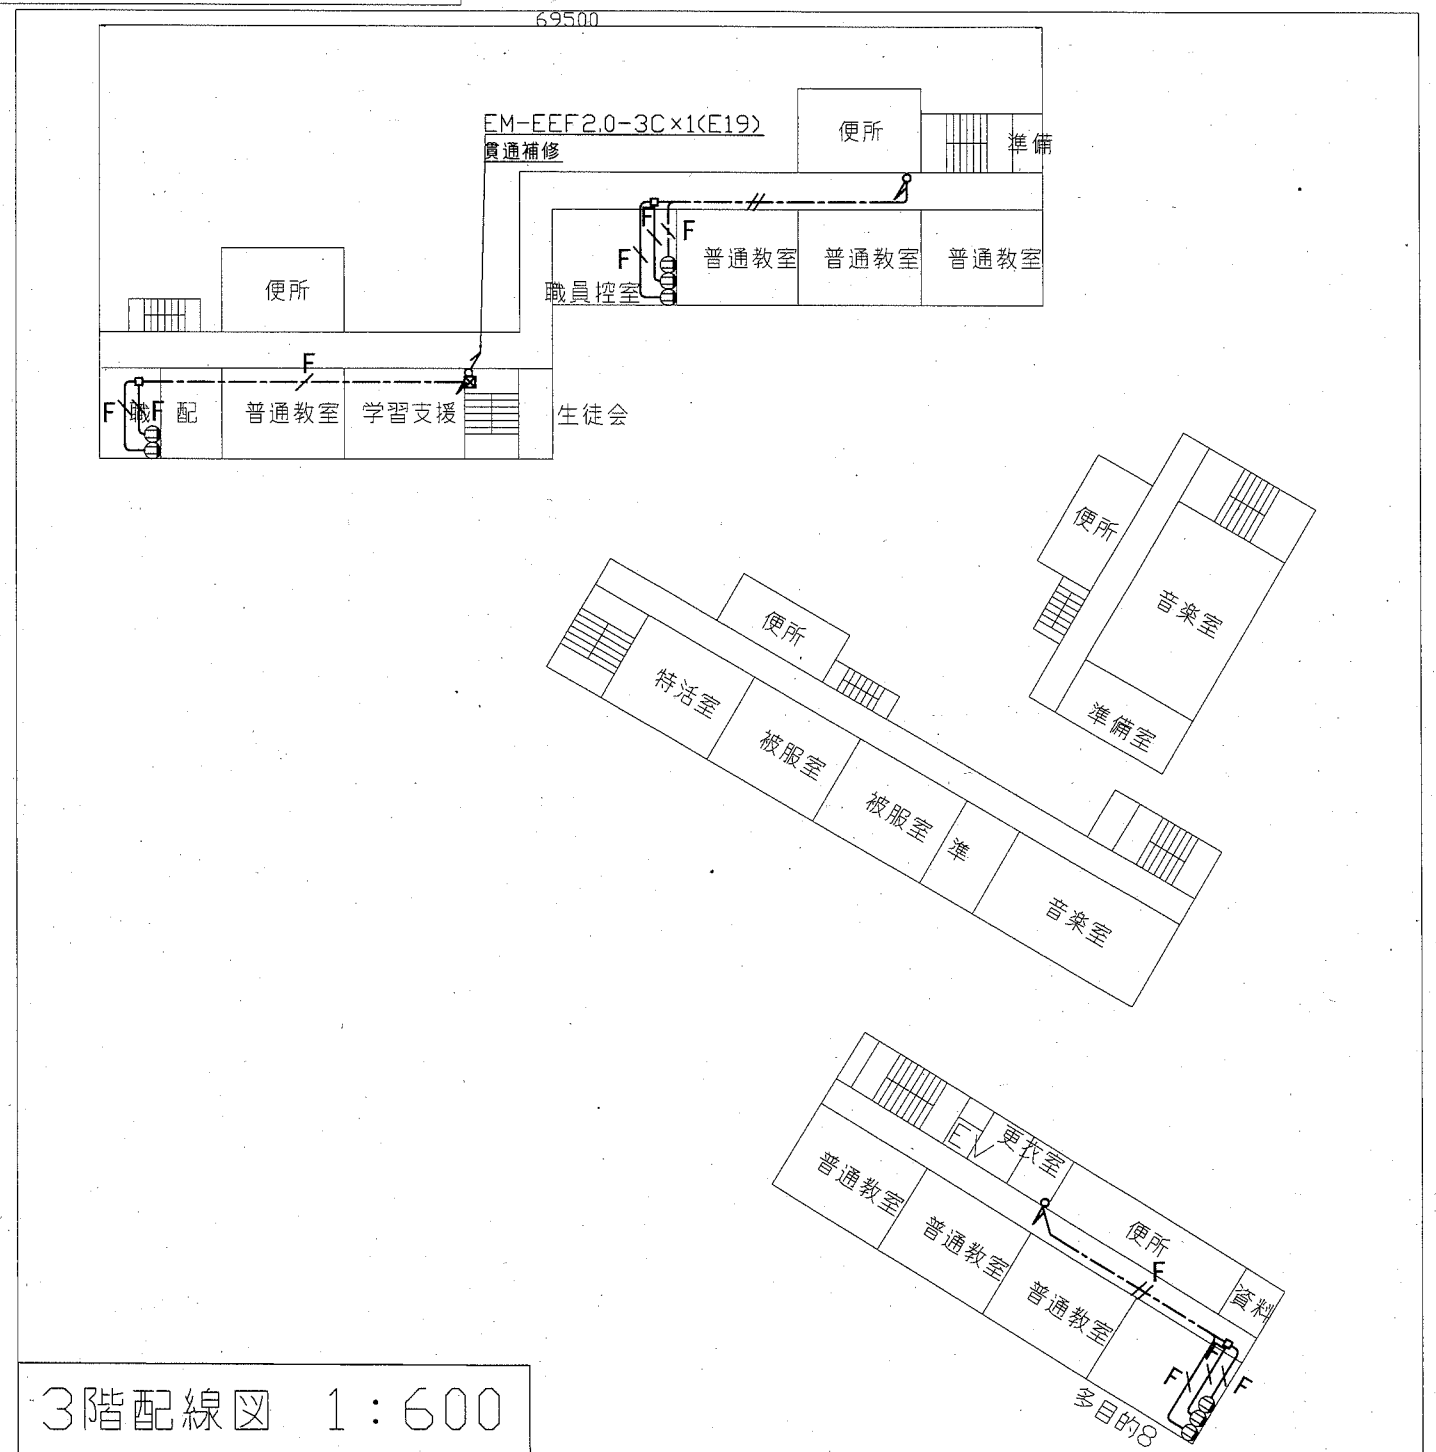 69500
EM-EEF2.0-3C×1(E19)
貫通補修
便所
準備
F
F
F
普通教室
普通教室
普通教室
職員控室
便所
F
F
F
職
配
普通教室
学習支援
生徒会
便所
音楽室
準備室
便所
特活室
被服室
被服室
準
音楽室
EV
更衣室
便所
資料
普通教室
普通教室
普通教室
F
F
F
F
多目的8
3階配線図 1:600